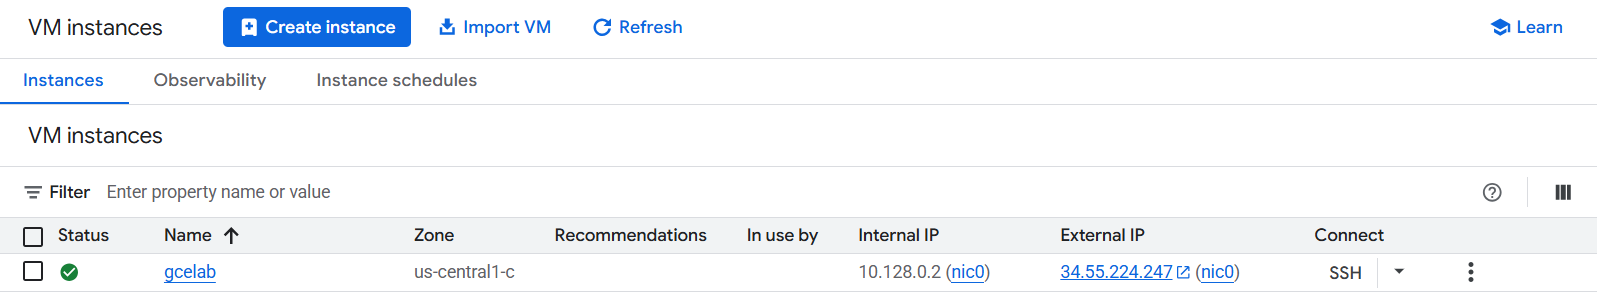 VM instances Create instance Import VM Refresh Learn
Instances Observability Instance schedules
VM instances
Filter Enter property name or value
Status Name Zone Recommendations In use by Internal IP External IP Connect
gcelab us-central1-c 10.128.0.2 (nic0) 34.55.224.247 (nic0) SSH